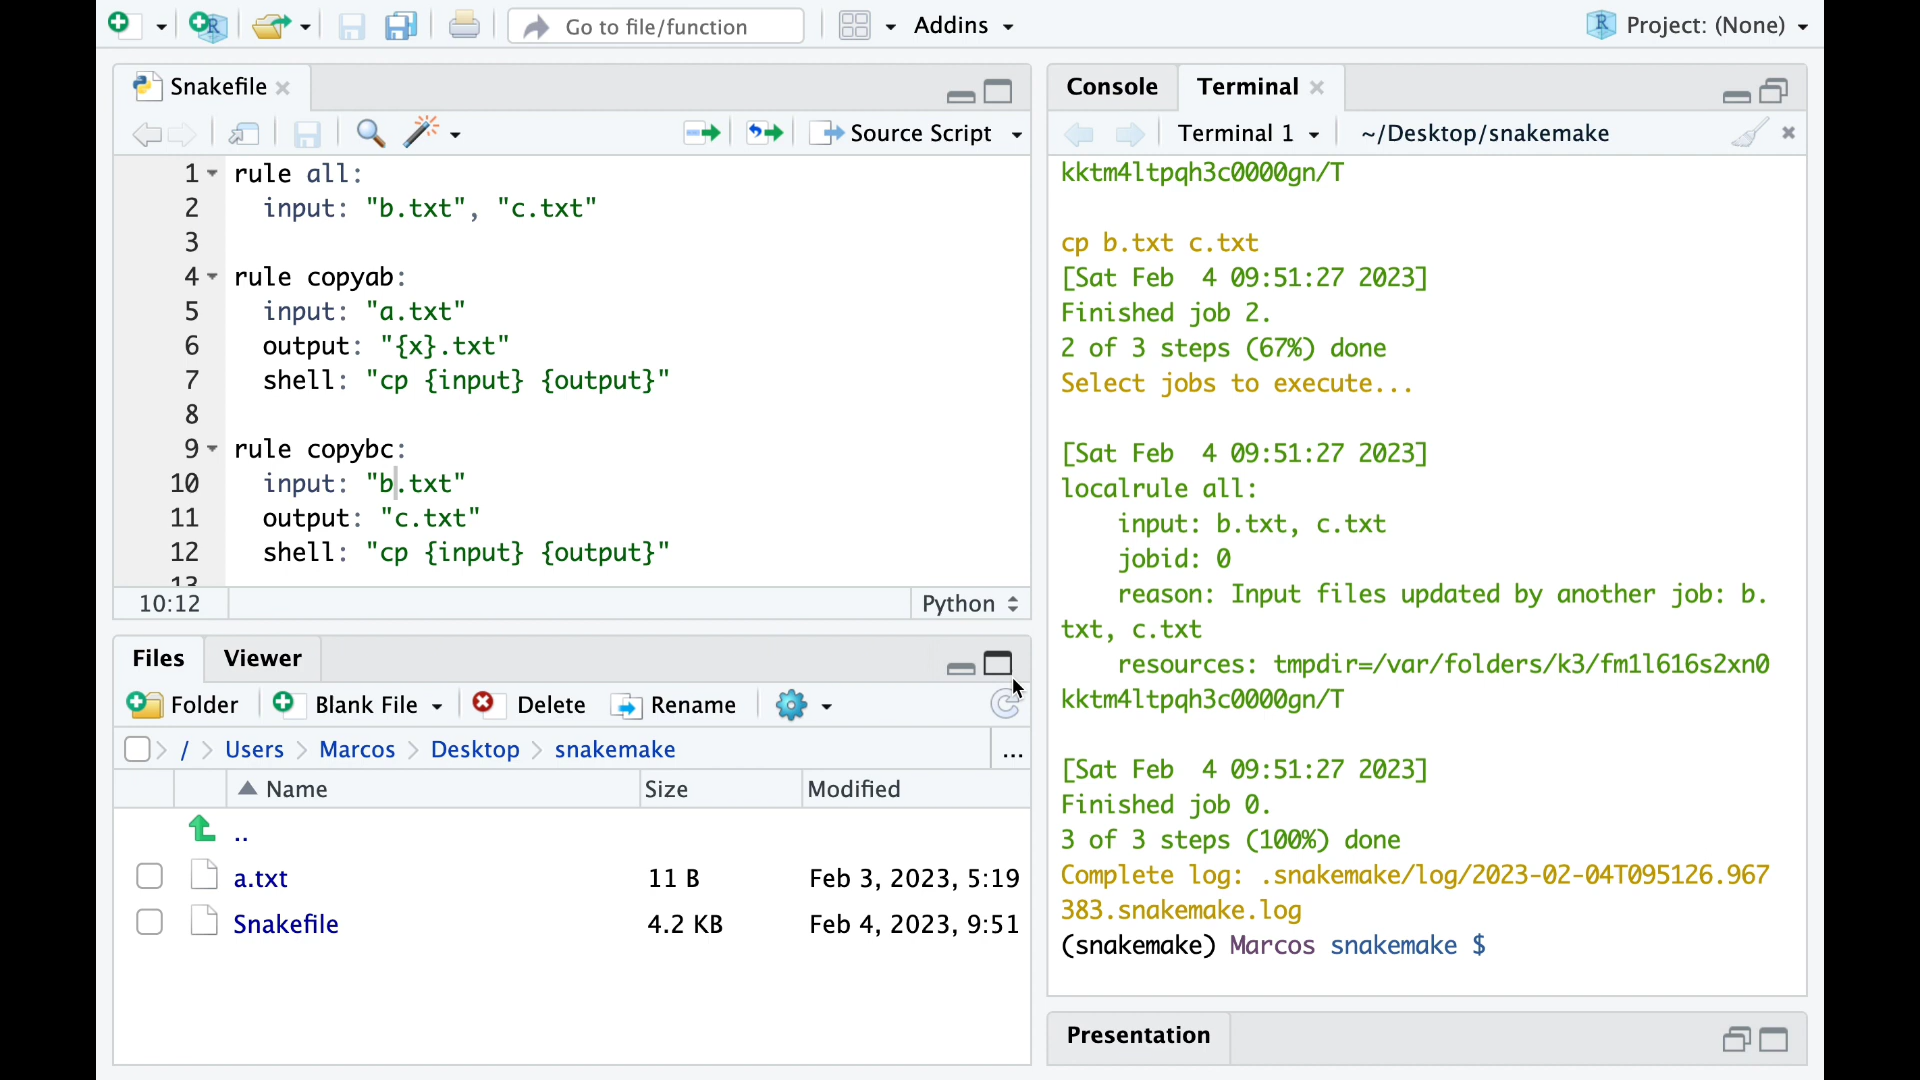 Go to file/function
Addins
Project: (None)
Snakefile
Source Script
1 rule all:
2 input: "b.txt", "c.txt"
3
4 rule copyab:
5 input: "a.txt"
6 output: "{x}.txt"
7 shell: "cp {input} {output}"
8
9 rule copybc:
10 input: "b.txt"
11 output: "c.txt"
12 shell: "cp {input} {output}"
13
10:12
Python
Files
Viewer
Folder
Blank File
Delete
Rename
/ Users Marcos Desktop snakemake ...
Name Size Modified
..
a.txt 11 B Feb 3, 2023, 5:19
Snakefile 4.2 KB Feb 4, 2023, 9:51
Console
Terminal
Terminal 1
~/Desktop/snakemake
kktm4ltpqh3c0000gn/T
cp b.txt c.txt
[Sat Feb  4 09:51:27 2023]
Finished job 2.
2 of 3 steps (67%) done
Select jobs to execute...
[Sat Feb  4 09:51:27 2023]
localrule all:
input: b.txt, c.txt
jobid: 0
reason: Input files updated by another job: b.
txt, c.txt
resources: tmpdir=/var/folders/k3/fm1l616s2xn0
kktm4ltpqh3c0000gn/T
[Sat Feb  4 09:51:27 2023]
Finished job 0.
3 of 3 steps (100%) done
Complete log: .snakemake/log/2023-02-04T095126.967
383.snakemake.log
(snakemake) Marcos snakemake $
Presentation